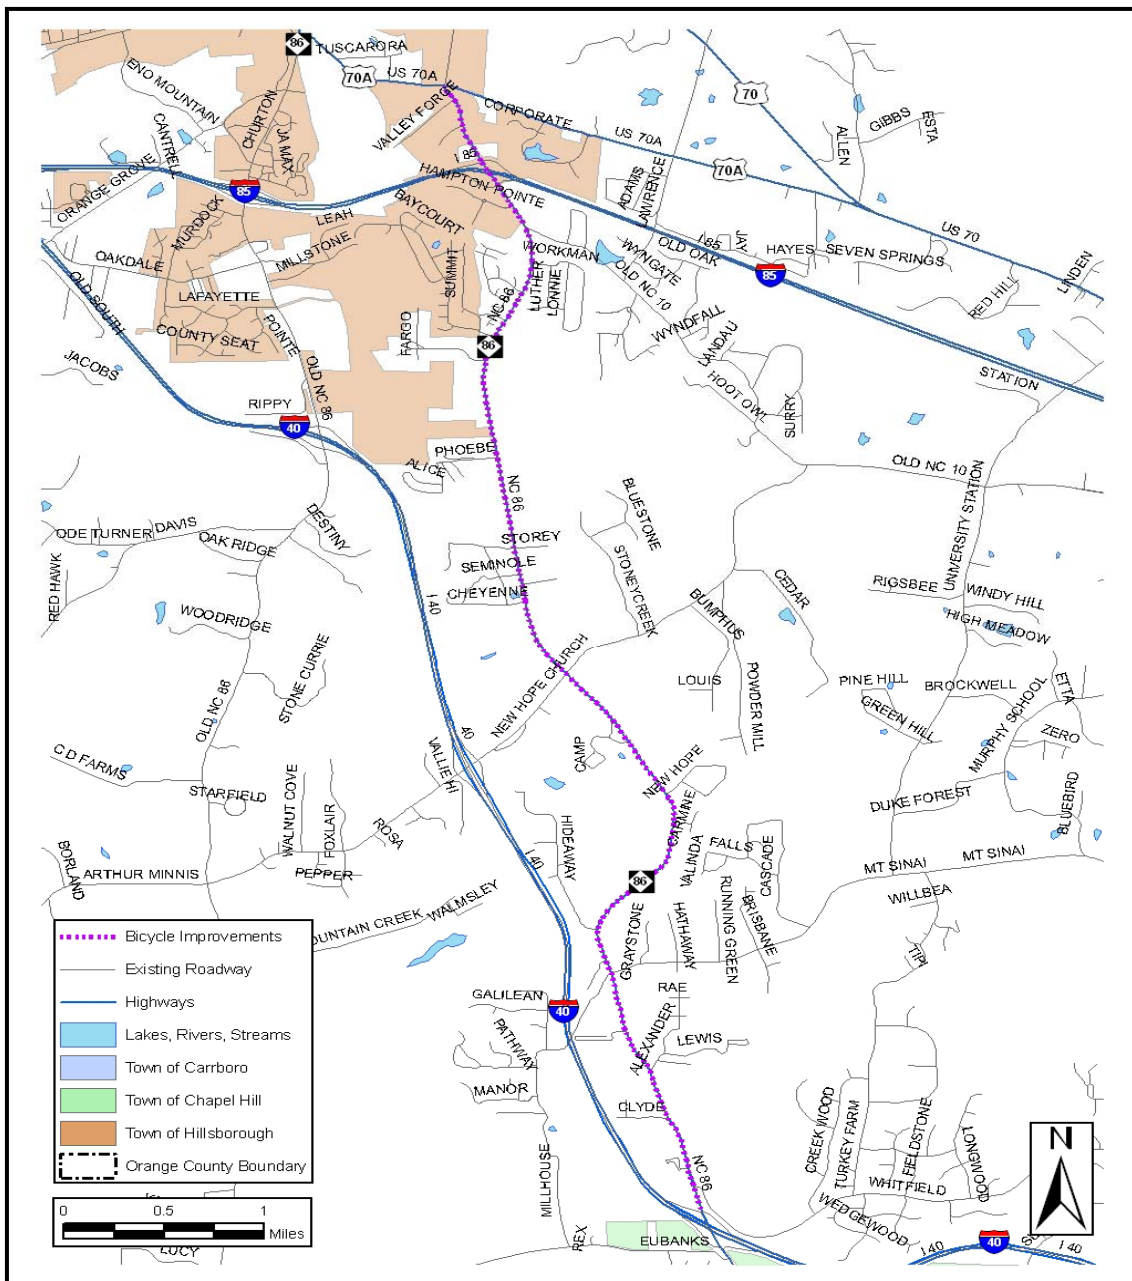 86
TUSCARORA
ENO MOUNTAIN
70A
US 70A
70
CHURTON
VALLEY FORGE
CORPORATE
GIBBS
ESTA
CANTRELL
JA MAX
US 70A
ALLEN
ORANGE GROVE
I 85
70A
85
HAMPTON POINTE
ADAMS
LAWRENCE
MURDOCK
LEAH
BAYCOURT
US 70
OAKDALE
MILLSTONE
SUMMIT
WORKMAN
WYNGATE
OLD OAK
I 85
JAY
HAYES
SEVEN SPRINGS
LINDEN
85
OLD SOUTH
LAFAYETTE
NC 86
LUTHER
LONNIE
OLD NC 10
RED HILL
COUNTY SEAT
POINTE
FARGO
WYNDFALL
LANDAU
JACOBS
86
STATION
OLD NC 86
HOOT OWL
RIPPY
SURRY
40
PHOEBE
ALICE
OLD NC 10
NC 86
BLUESTONE
UNIVERSITY STATION
ODE TURNER
DAVIS
DESTINY
OAK RIDGE
STOREY
STONEYCREEK
RED HAWK
SEMINOLE
CHEYENNE
I 40
CEDAR
RIGSBEE
WINDY HILL
WOODRIDGE
BUMPHUS
HIGH MEADOW
STONE CURRIE
NEW HOPE CHURCH
LOUIS
POWDER MILL
PINE HILL
BROCKWELL
ETTA
OLD NC 86
GREEN HILL
MURPHY SCHOOL
ZERO
40
C D FARMS
VALLIE HI
CAMP
NEW HOPE
STARFIELD
WALNUT COVE
FOXLAIR
DUKE FOREST
BLUEBIRD
ROSA
HIDEAWAY
CARMINE
VALINDA
FALLS
CASCADE
BORLAND
I 40
MT SINAI
MT SINAI
ARTHUR MINNIS
PEPPER
86
WILLBEA
WALMSLEY
GRAYSTONE
HATHAWAY
RUNNING GREEN
BRISBANE
TIPI
GALILEAN
40
RAE
PATHWAY
ALEXANDER
LEWIS
MANOR
CLYDE
CREEK WOOD
TURKEY FARM
FIELDSTONE
LONGWOOD
NC 86
MILLHOUSE
WHITFIELD
WEDGEWOOD
REX
EUBANKS
I 40
40
I 40
LUCY
Bicycle Improvements
Existing Roadway
Highways
Lakes, Rivers, Streams
Town of Carrboro
Town of Chapel Hill
Town of Hillsborough
Orange County Boundary
0 0.5 1
Miles
N